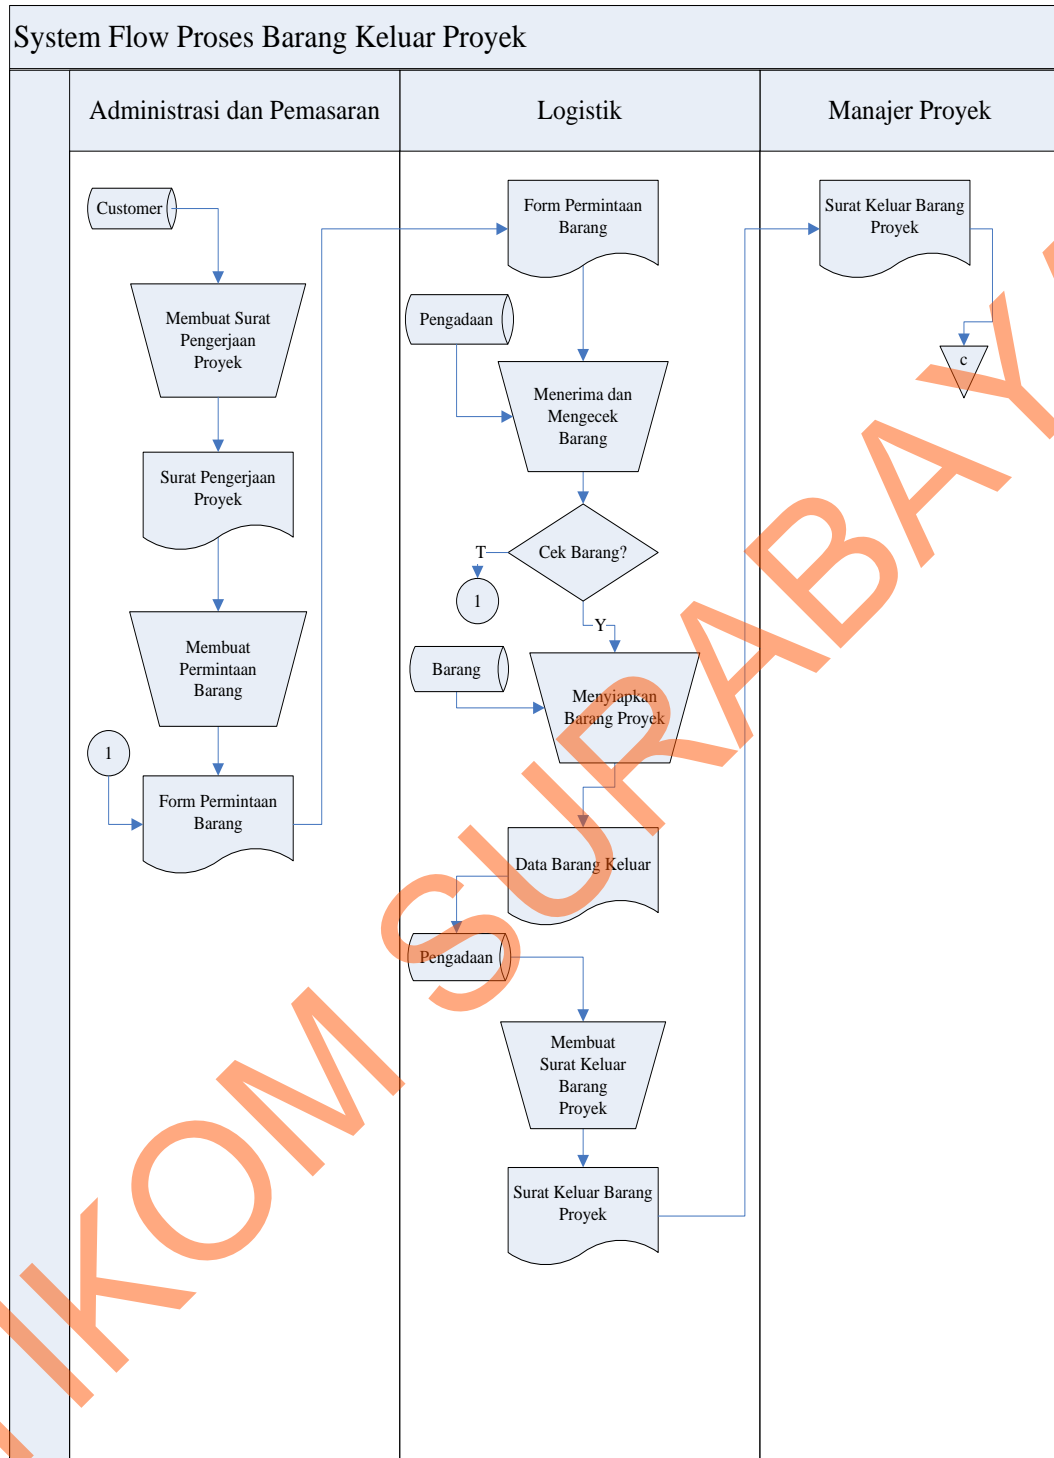 System Flow Proses Barang Keluar Proyek
Administrasi dan Pemasaran
Logistik
Manajer Proyek
Customer
Membuat Surat
Pengerjaan
Proyek
Surat Pengerjaan
Proyek
Membuat
Permintaan
Barang
1
Form Permintaan
Barang
Form Permintaan
Barang
Pengadaan
Menerima dan
Mengecek
Barang
Cek Barang?
T
1
Y
Barang
Menyiapkan
Barang Proyek
Data Barang Keluar
Pengadaan
Membuat
Surat Keluar
Barang
Proyek
Surat Keluar Barang
Proyek
Surat Keluar Barang
Proyek
c
IKOM SURABAYA